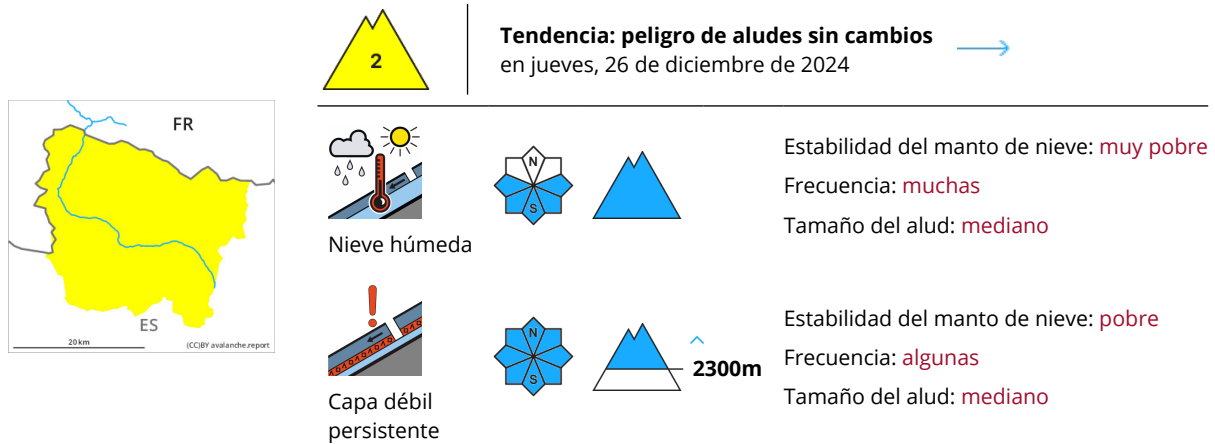 2
Tendencia: peligro de aludes sin cambios
en jueves, 26 de diciembre de 2024
FR
ES
20 km
(CC)BY avalanche.report
N
S
Nieve húmeda
Estabilidad del manto de nieve: muy pobre
Frecuencia: muchas
Tamaño del alud: mediano
N
S
2300m
Capa débil
persistente
Estabilidad del manto de nieve: pobre
Frecuencia: algunas
Tamaño del alud: mediano